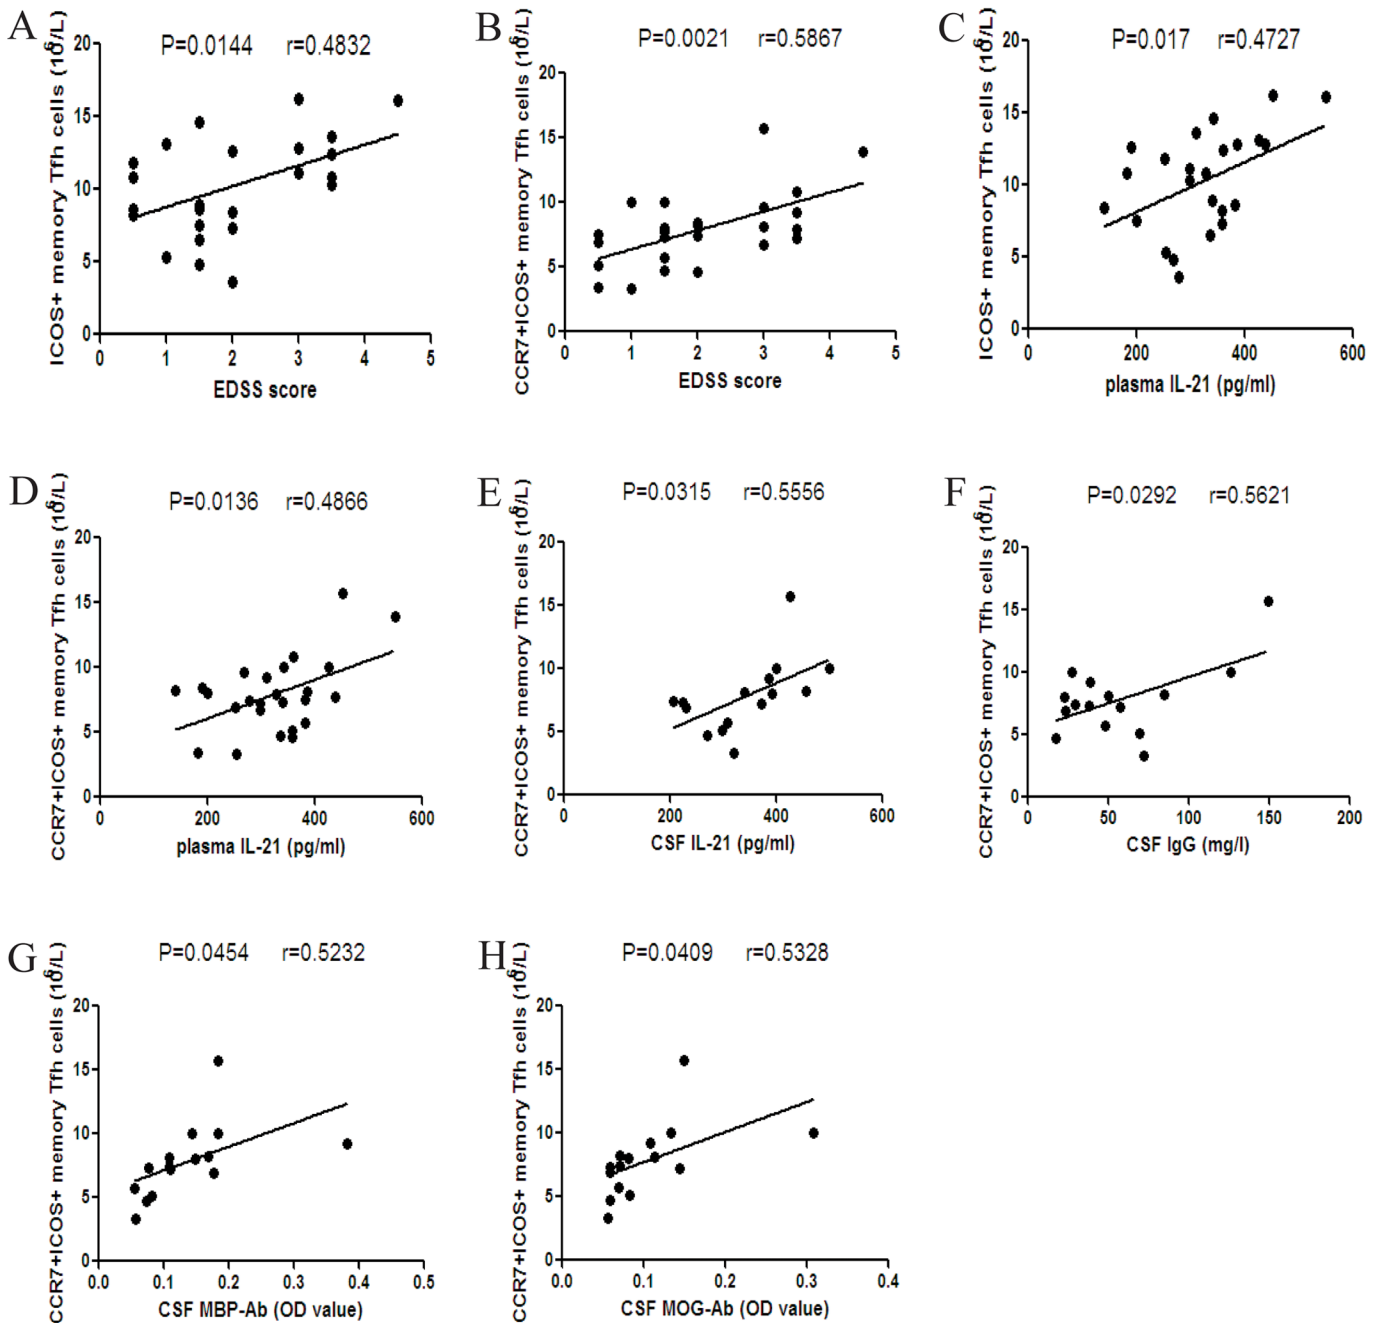 A
P=0.0144 r=0.4832
ICOS+ memory Tfh cells (10⁶/L)
20
15
10
5
0
0 1 2 3 4 5
EDSS score
B
P=0.0021 r=0.5867
CCR7+ICOS+ memory Tfh cells (10⁶/L)
20
15
10
5
0
0 1 2 3 4 5
EDSS score
C
P=0.017 r=0.4727
ICOS+ memory Tfh cells (10⁶/L)
20
15
10
5
0
0 200 400 600
plasma IL-21 (pg/ml)
D
P=0.0136 r=0.4866
CCR7+ICOS+ memory Tfh cells (10⁶/L)
20
15
10
5
0
0 200 400 600
plasma IL-21 (pg/ml)
E
P=0.0315 r=0.5556
CCR7+ICOS+ memory Tfh cells (10⁶/L)
20
15
10
5
0
0 200 400 600
CSF IL-21 (pg/ml)
F
P=0.0292 r=0.5621
CCR7+ICOS+ memory Tfh cells (10⁶/L)
20
15
10
5
0
0 50 100 150 200
CSF IgG (mg/l)
G
P=0.0454 r=0.5232
CCR7+ICOS+ memory Tfh cells (10⁶/L)
20
15
10
5
0
0.0 0.1 0.2 0.3 0.4 0.5
CSF MBP-Ab (OD value)
H
P=0.0409 r=0.5328
CCR7+ICOS+ memory Tfh cells (10⁶/L)
20
15
10
5
0
0.0 0.1 0.2 0.3 0.4
CSF MOG-Ab (OD value)